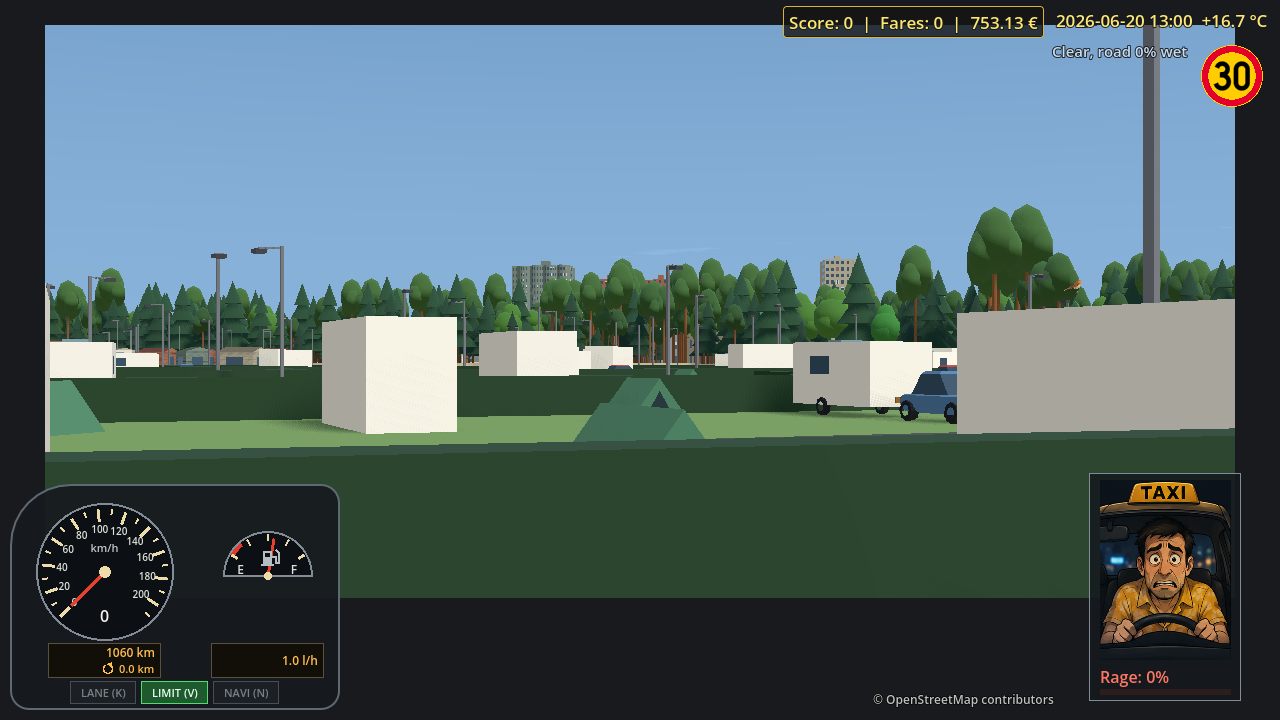 Score: 0 | Fares: 0 | 753.13 €
2026-06-20 13:00 +16.7 °C
Clear, road 0% wet
30
0 20 40 60 80 100 120 140 160 180 200
km/h
0
E F
1060 km
0.0 km
1.0 l/h
LANE (K)
LIMIT (V)
NAVI (N)
TAXI
Rage: 0%
© OpenStreetMap contributors